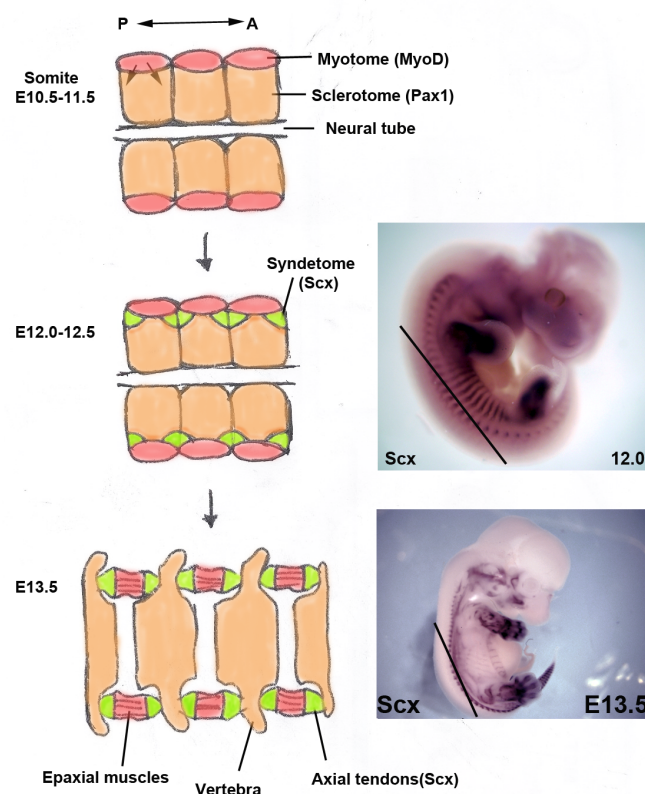 P A
Myotome (MyoD)
Somite
E10.5-11.5
Sclerotome (Pax1)
Neural tube
Syndetome
(Scx)
E12.0-12.5
Scx 12.0
E13.5
Scx E13.5
Epaxial muscles
Vertebra
Axial tendons(Scx)